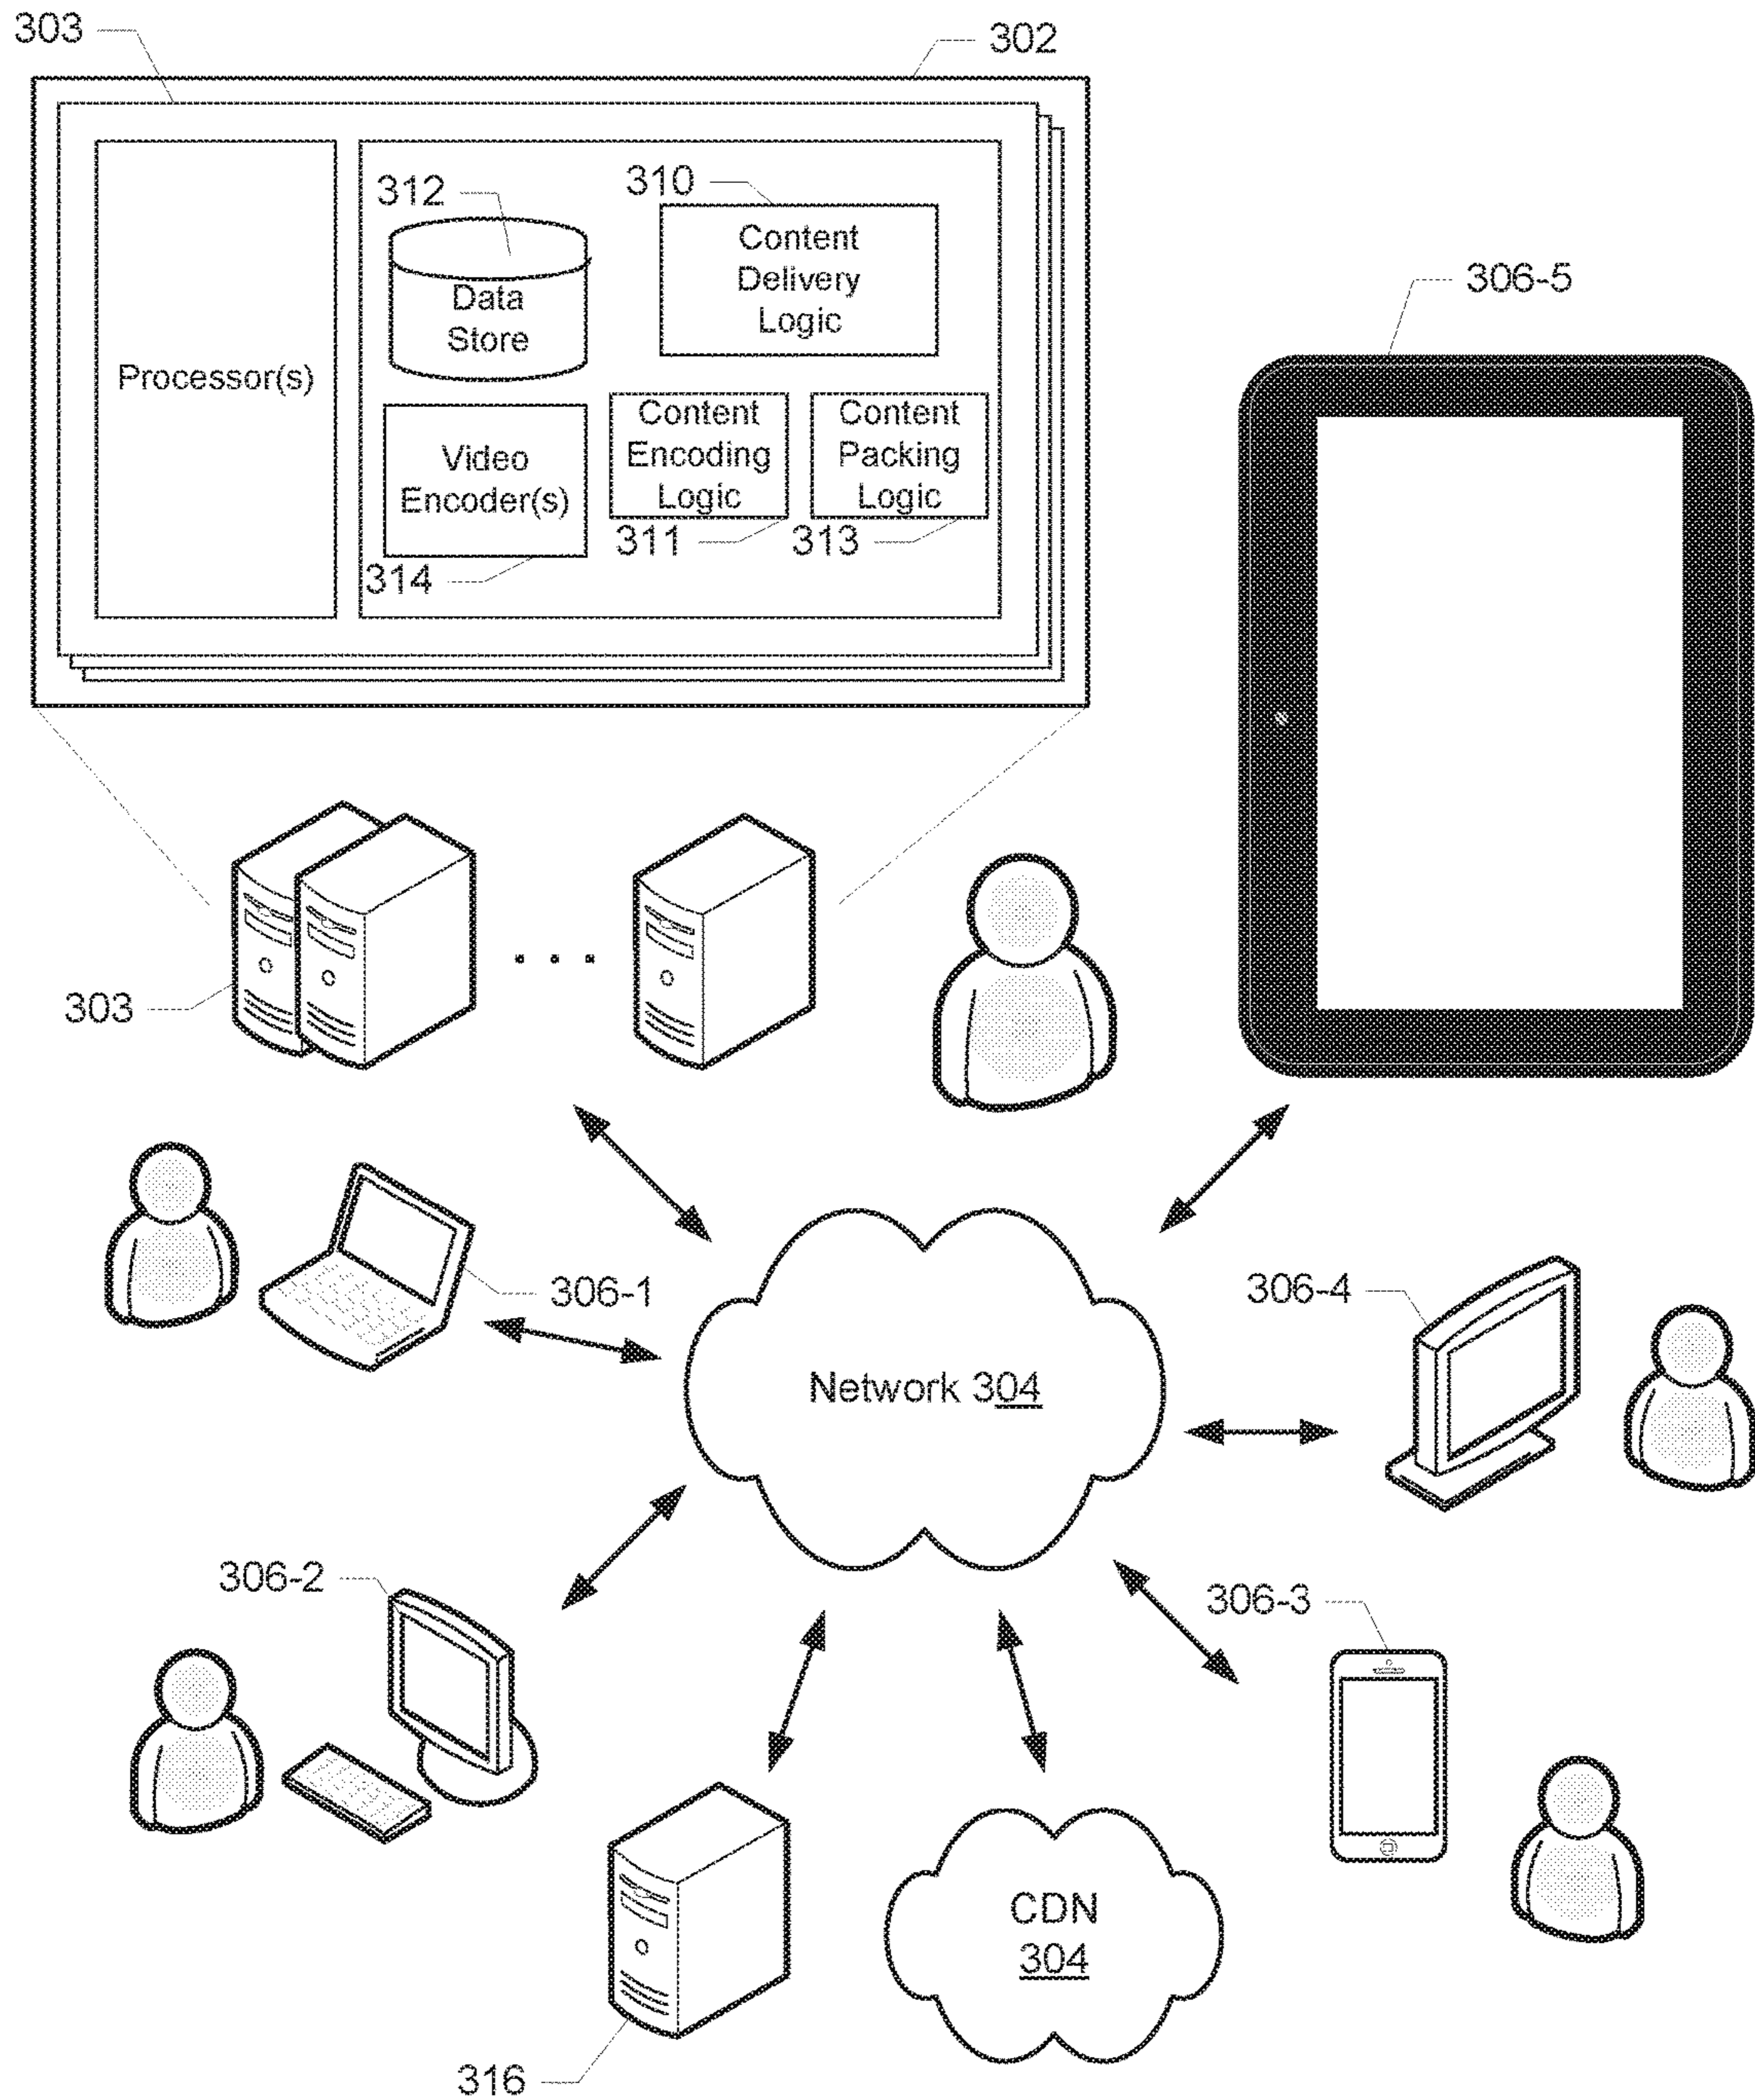 303
302
312
310
Content
Delivery
Logic
Data
Store
306-5
Processor(s)
Content
Encoding
Logic
Content
Packing
Logic
Video
Encoder(s)
311
313
314
303
306-1
306-4
Network 304
306-2
306-3
CDN
304
316